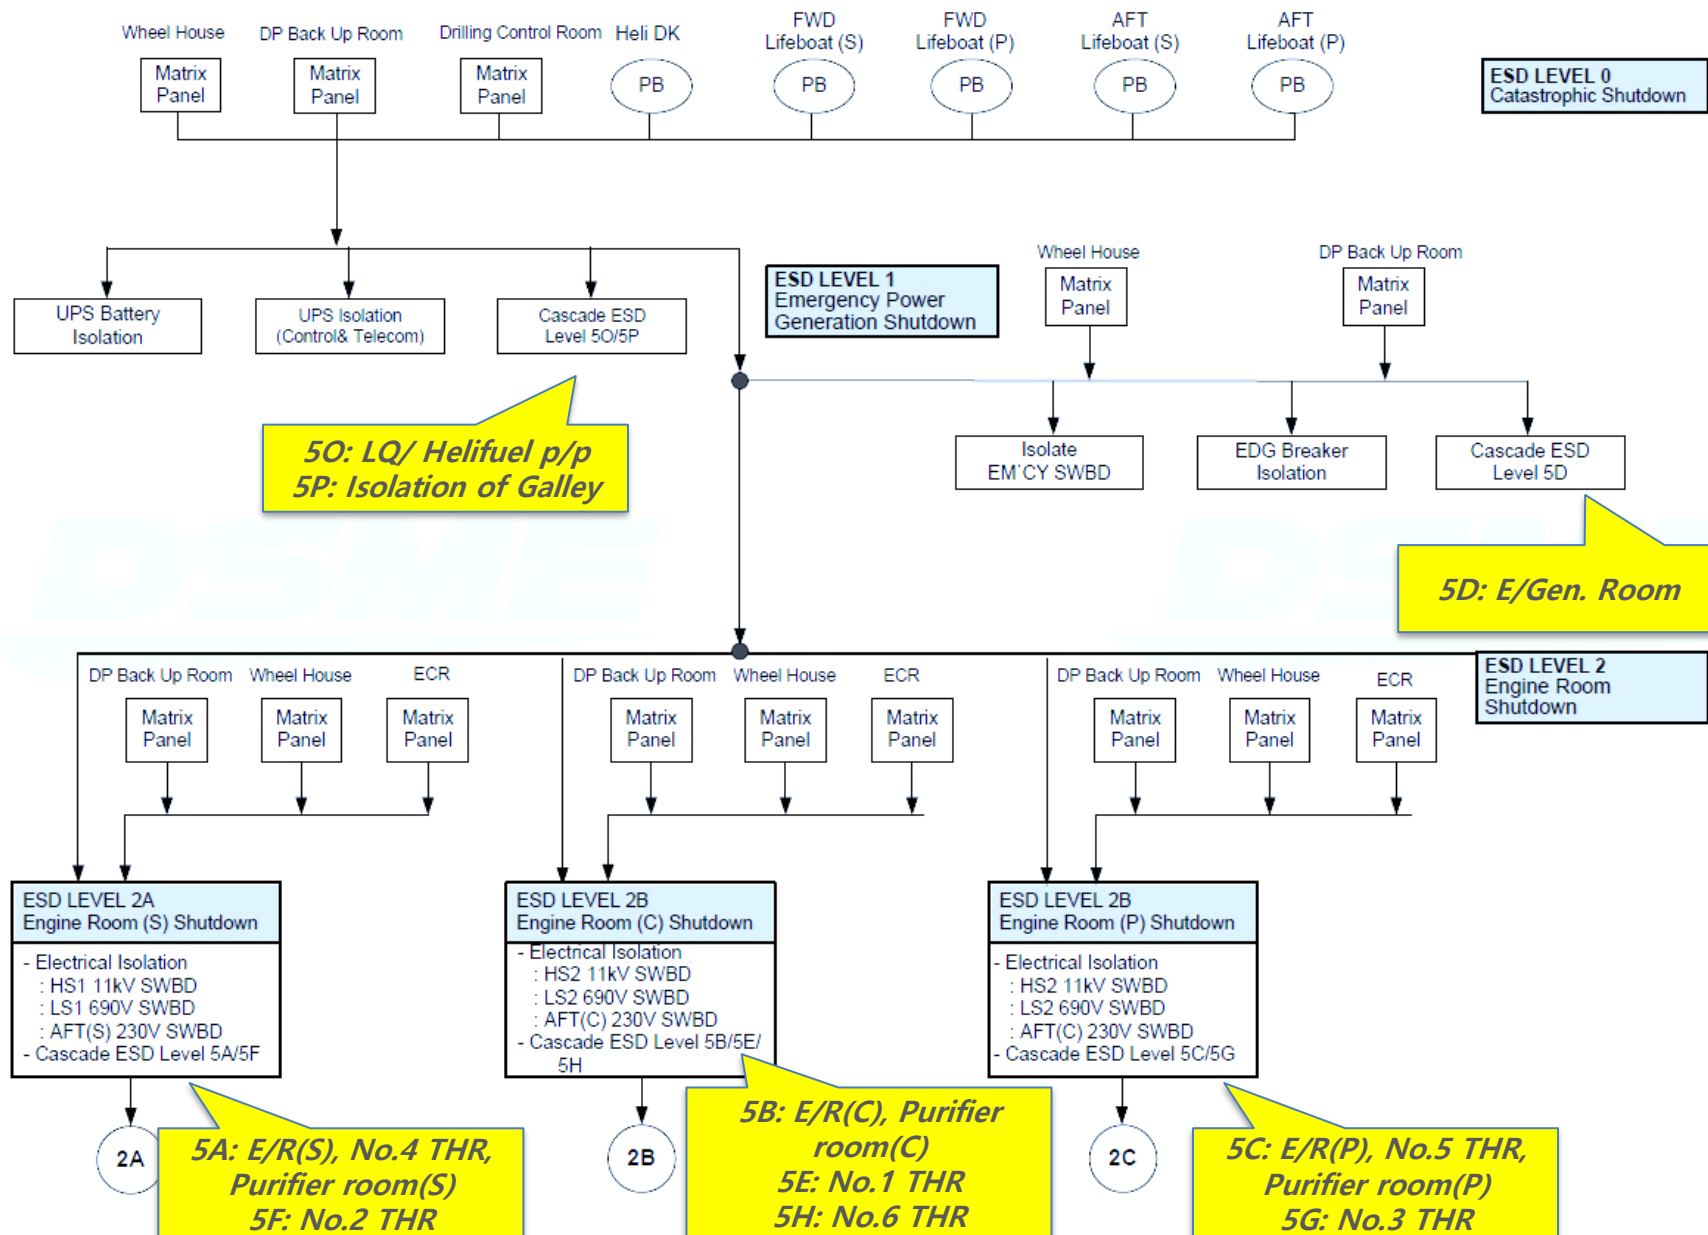 Wheel House
DP Back Up Room
Drilling Control Room
Heli DK
FWD
Lifeboat (S)
FWD
Lifeboat (P)
AFT
Lifeboat (S)
AFT
Lifeboat (P)
Matrix
Panel
Matrix
Panel
Matrix
Panel
PB
PB
PB
PB
PB
ESD LEVEL 0
Catastrophic Shutdown
UPS Battery
Isolation
UPS Isolation
(Control& Telecom)
Cascade ESD
Level 5O/5P
ESD LEVEL 1
Emergency Power
Generation Shutdown
Wheel House
Matrix
Panel
DP Back Up Room
Matrix
Panel
5O: LQ/ Helifuel p/p
5P: Isolation of Galley
Isolate
EM'CY SWBD
EDG Breaker
Isolation
Cascade ESD
Level 5D
5D: E/Gen. Room
DSME
DS
ESD LEVEL 2
Engine Room
Shutdown
DP Back Up Room
Wheel House
ECR
Matrix
Panel
Matrix
Panel
Matrix
Panel
DP Back Up Room
Wheel House
ECR
Matrix
Panel
Matrix
Panel
Matrix
Panel
DP Back Up Room
Wheel House
ECR
Matrix
Panel
Matrix
Panel
Matrix
Panel
ESD LEVEL 2A
Engine Room (S) Shutdown
- Electrical Isolation
: HS1 11kV SWBD
: LS1 690V SWBD
: AFT(S) 230V SWBD
- Cascade ESD Level 5A/5F
ESD LEVEL 2B
Engine Room (C) Shutdown
- Electrical Isolation
: HS2 11kV SWBD
: LS2 690V SWBD
: AFT(C) 230V SWBD
- Cascade ESD Level 5B/5E/
5H
ESD LEVEL 2B
Engine Room (P) Shutdown
- Electrical Isolation
: HS2 11kV SWBD
: LS2 690V SWBD
: AFT(C) 230V SWBD
- Cascade ESD Level 5C/5G
2A
5A: E/R(S), No.4 THR,
Purifier room(S)
5F: No.2 THR
2B
5B: E/R(C), Purifier
room(C)
5E: No.1 THR
5H: No.6 THR
2C
5C: E/R(P), No.5 THR,
Purifier room(P)
5G: No.3 THR